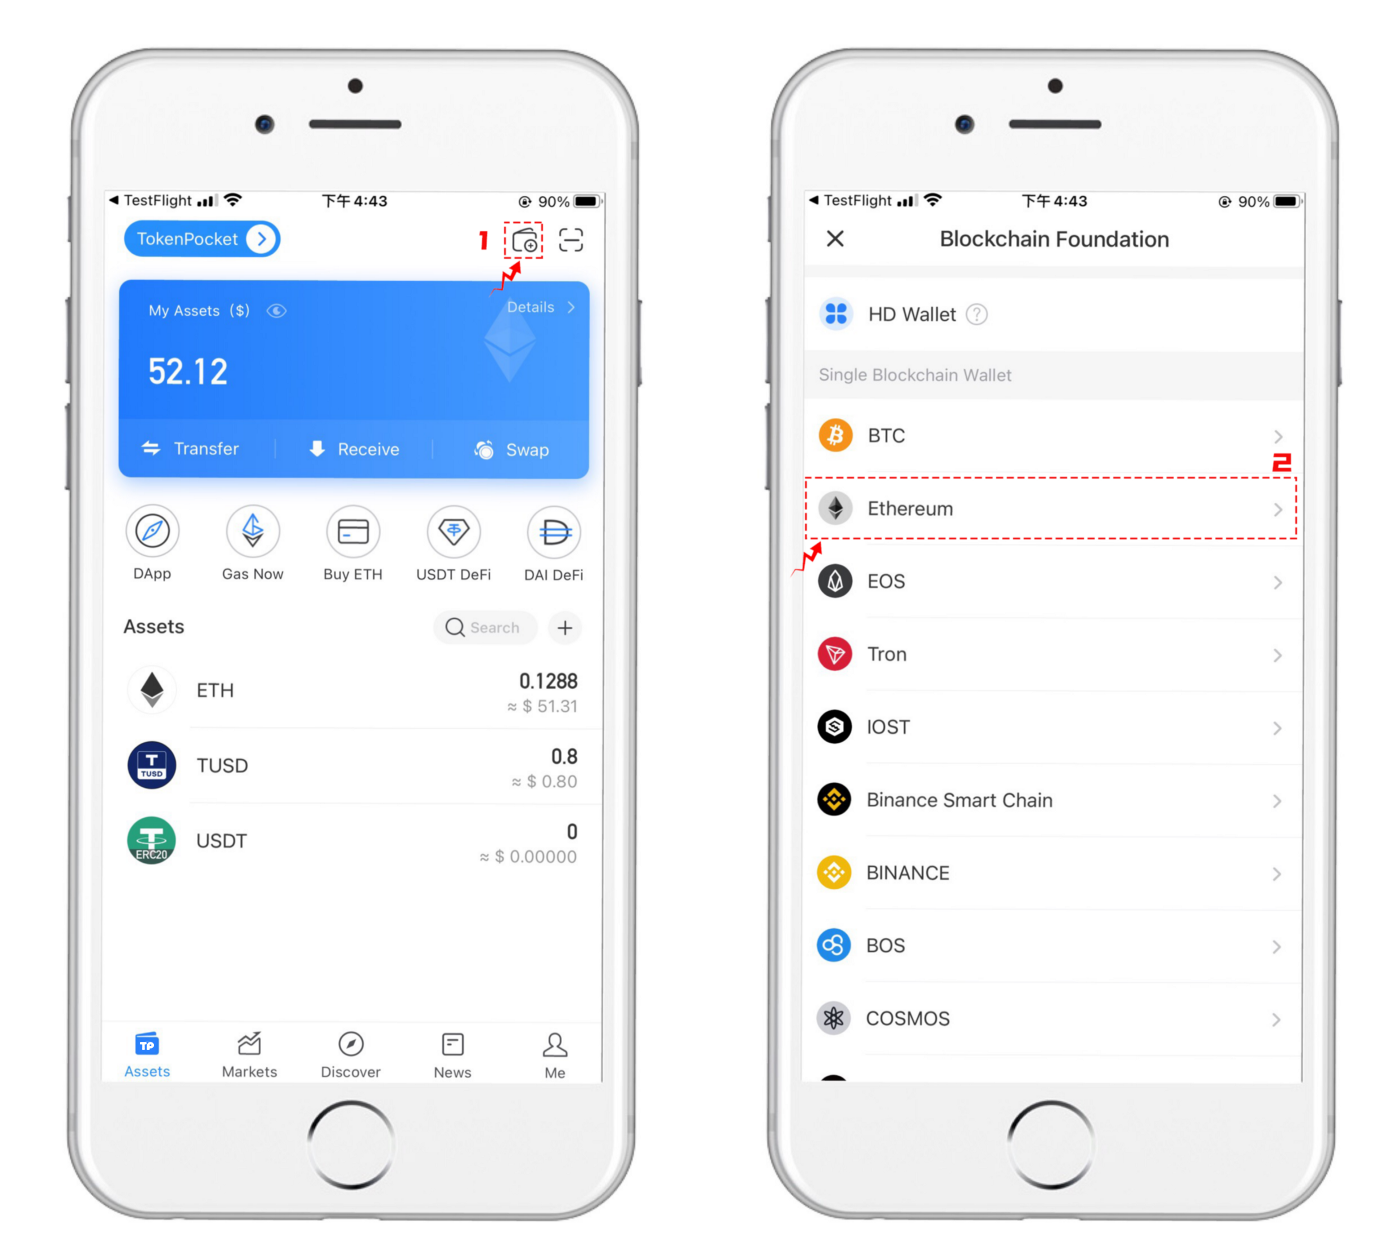 TestFlight
下午 4:43
90%
TokenPocket
1
My Assets ($)
Details
52.12
Transfer
Receive
Swap
DApp
Gas Now
Buy ETH
USDT DeFi
DAI DeFi
Assets
Search
ETH
0.1288
≈ $ 51.31
T
TUSD
TUSD
0.8
≈ $ 0.80
ERC20
USDT
0
≈ $ 0.00000
TP
Assets
Markets
Discover
News
Me
TestFlight
下午 4:43
90%
Blockchain Foundation
HD Wallet ?
Single Blockchain Wallet
BTC
2
Ethereum
EOS
Tron
IOST
Binance Smart Chain
BINANCE
BOS
COSMOS